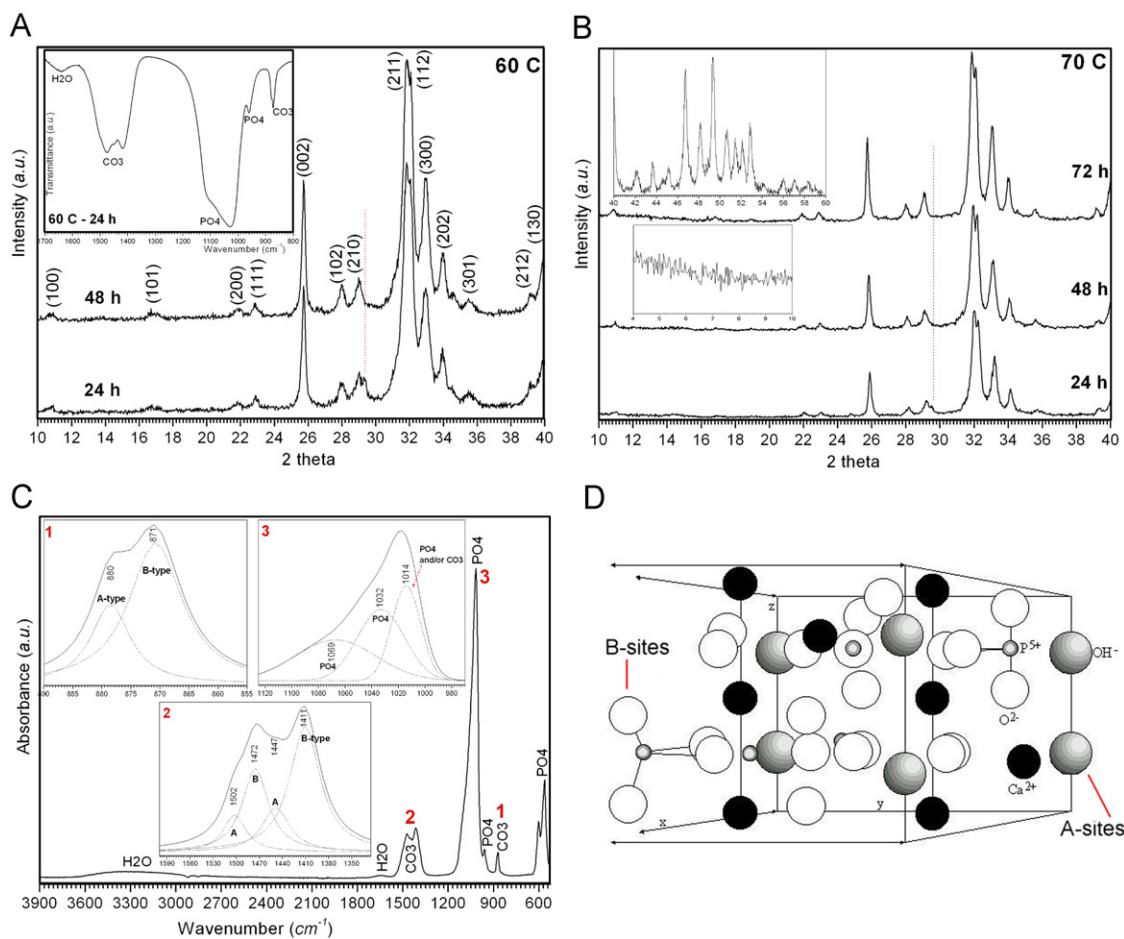 A
60 C
H2O
CO3
PO4
PO4
CO3
Transmittance (a.u.)
60 C - 24 h
1700 1600 1500 1400 1300 1200 1100 1000 900 800
Wavenumber (cm-1)
(100)
(101)
(200)
(111)
(002)
(102)
(210)
(211)
(112)
(300)
(202)
(301)
(212)
(130)
48 h
24 h
Intensity (a.u.)
10 12 14 16 18 20 22 24 26 28 30 32 34 36 38 40
2 theta
B
70 C
40 42 44 46 48 50 52 54 56 58 60
4 5 6 7 8 9 10
72 h
48 h
24 h
Intensity (a.u.)
10 12 14 16 18 20 22 24 26 28 30 32 34 36 38 40
2 theta
C
1
880
871
A-type
B-type
890 885 880 875 870 865 860 855
3
PO4
and/or CO3
1014
1032
PO4
1069
PO4
1120 1100 1080 1060 1040 1020 1000 980
2
1502
1472
1447
1411
B-type
A
B
A
1590 1560 1530 1500 1470 1440 1410 1380 1350
PO4
3
PO4
2
1
H2O
H2O
CO3
PO4
CO3
Absorbance (a.u.)
3900 3600 3300 3000 2700 2400 2100 1800 1500 1200 900 600
Wavenumber (cm-1)
D
B-sites
z
P5+
OH-
O2-
Ca2+
x
y
A-sites